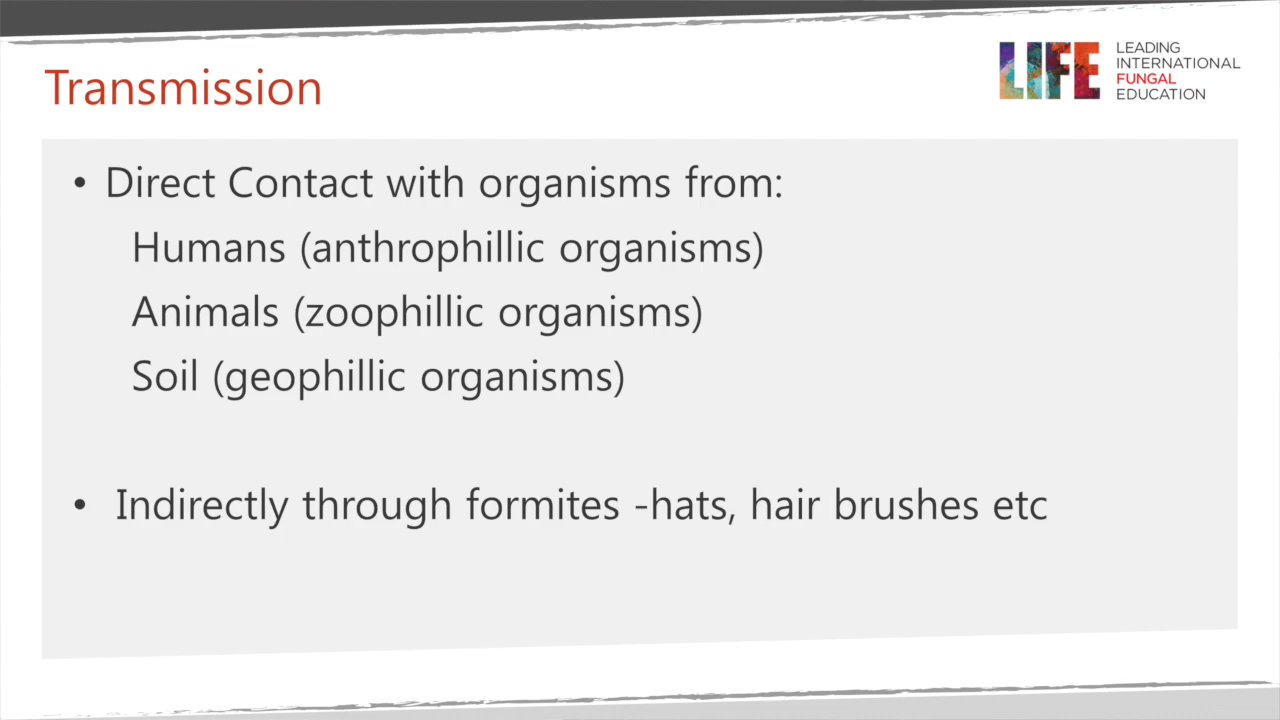 Transmission
LIFE
LEADING
INTERNATIONAL
FUNGAL
EDUCATION
• Direct Contact with organisms from:
Humans (anthrophillic organisms)
Animals (zoophillic organisms)
Soil (geophillic organisms)
• Indirectly through formites -hats, hair brushes etc